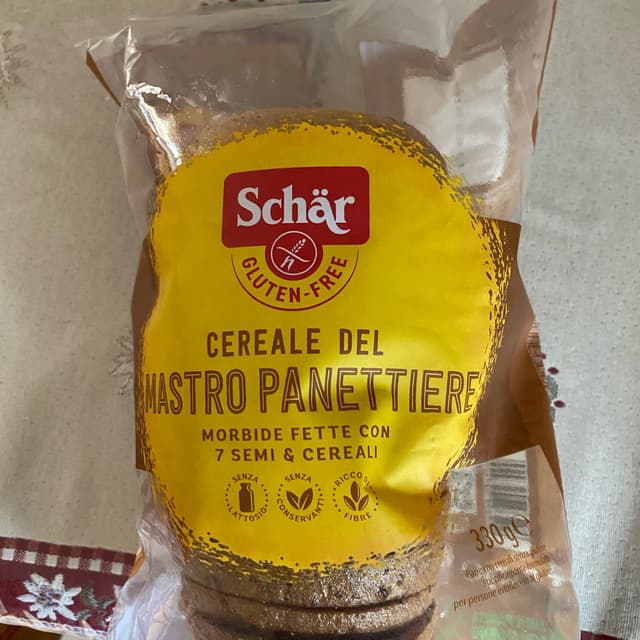 Schär
GLUTEN-FREE
CEREALE DEL
MASTRO PANETTIERE
MORBIDE FETTE CON
7 SEMI & CEREALI
SENZA
LATTOSIO
SENZA
CONSERVANTI
RICCO DI
FIBRE
330g e
per persone